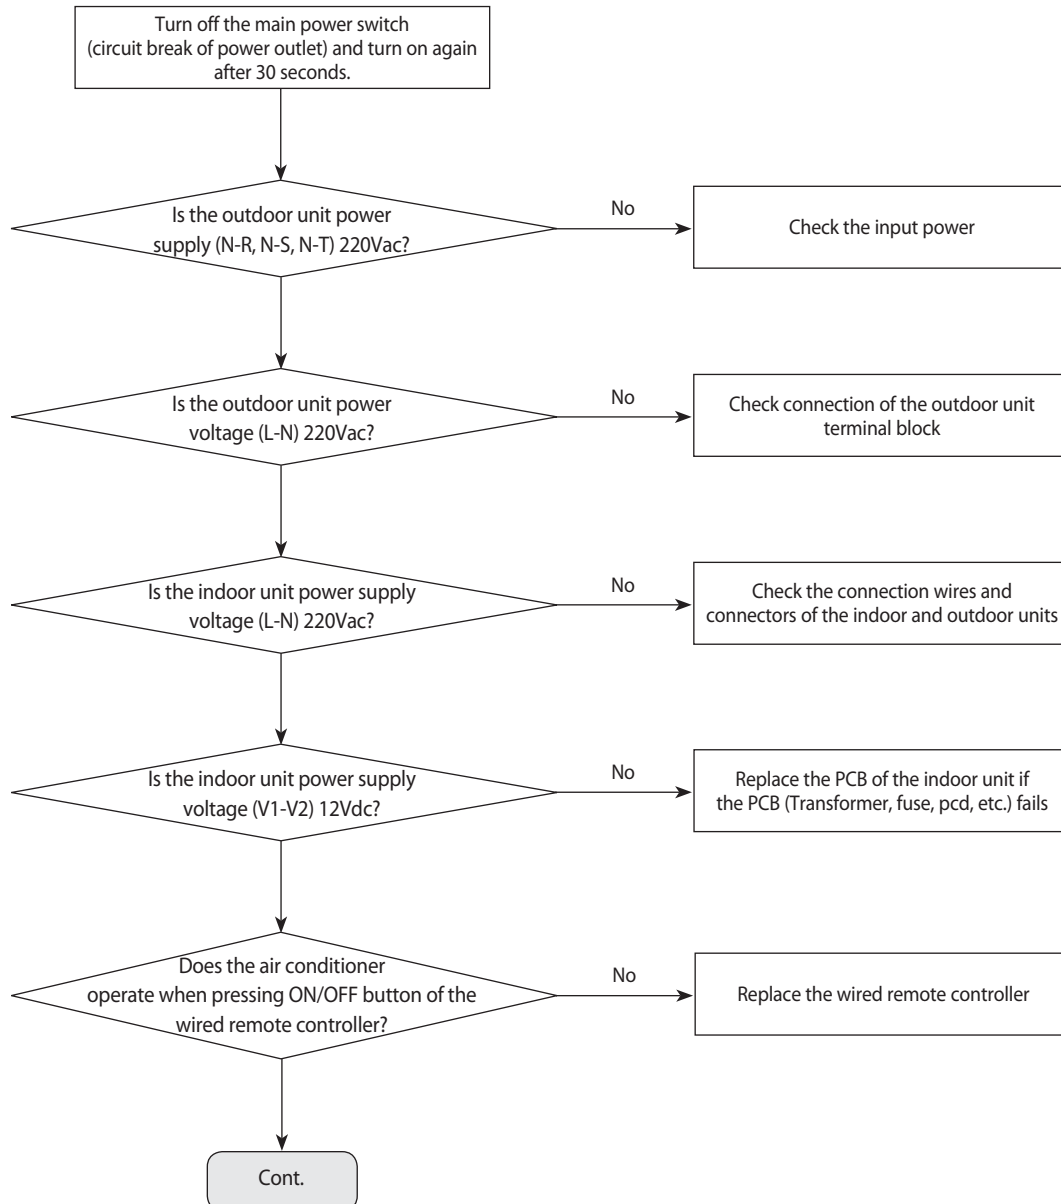 Turn off the main power switch
(circuit break of power outlet) and turn on again
after 30 seconds.
Is the outdoor unit power
supply (N-R, N-S, N-T) 220Vac?
No
Check the input power
Is the outdoor unit power
voltage (L-N) 220Vac?
No
Check connection of the outdoor unit
terminal block
Is the indoor unit power supply
voltage (L-N) 220Vac?
No
Check the connection wires and
connectors of the indoor and outdoor units
Is the indoor unit power supply
voltage (V1-V2) 12Vdc?
No
Replace the PCB of the indoor unit if
the PCB (Transformer, fuse, pcd, etc.) fails
Does the air conditioner
operate when pressing ON/OFF button of the
wired remote controller?
No
Replace the wired remote controller
Cont.